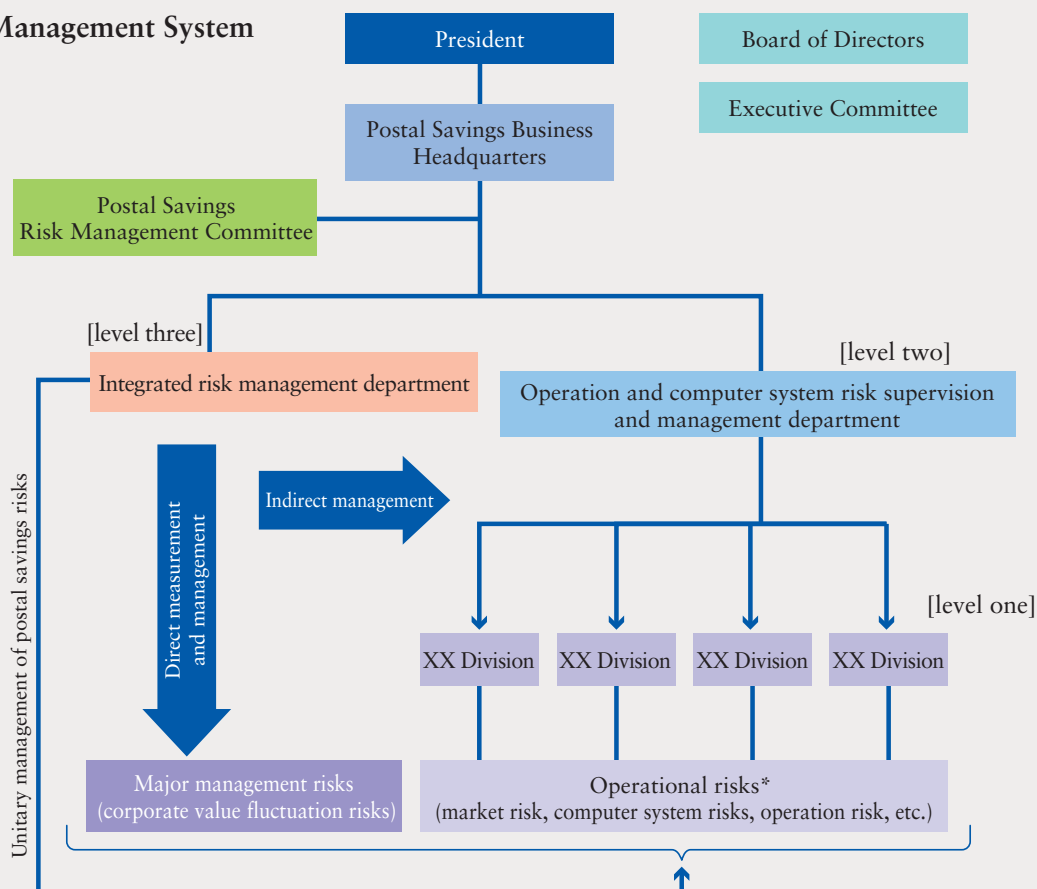 Management System
President
Board of Directors
Executive Committee
Postal Savings Business
Headquarters
Postal Savings
Risk Management Committee
[level three]
Integrated risk management department
[level two]
Operation and computer system risk supervision
and management department
Unitary management of postal savings risks
Direct measurement
and management
Indirect management
[level one]
XX Division
XX Division
XX Division
XX Division
Major management risks
(corporate value fluctuation risks)
Operational risks*
(market risk, computer system risks, operation risk, etc.)